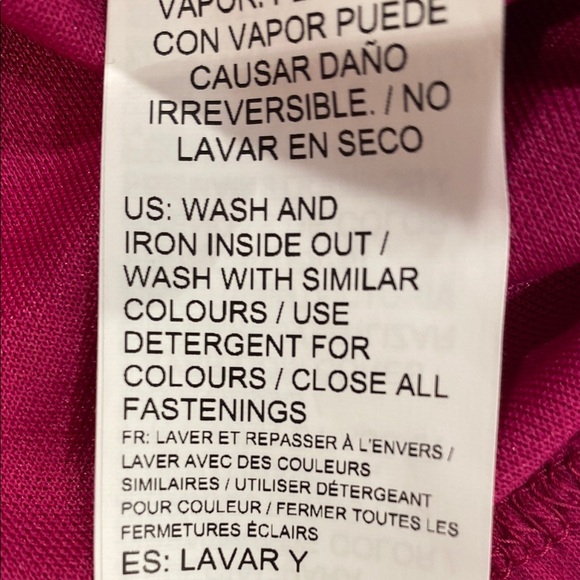 VAPOR.
CON VAPOR PUEDE
CAUSAR DAÑO
IRREVERSIBLE. / NO
LAVAR EN SECO
US: WASH AND
IRON INSIDE OUT /
WASH WITH SIMILAR
COLOURS / USE
DETERGENT FOR
COLOURS / CLOSE ALL
FASTENINGS
FR: LAVER ET REPASSER À L'ENVERS /
LAVER AVEC DES COULEURS
SIMILAIRES / UTILISER DÉTERGEANT
POUR COULEUR / FERMER TOUTES LES
FERMETURES ÉCLAIRS
ES: LAVAR Y